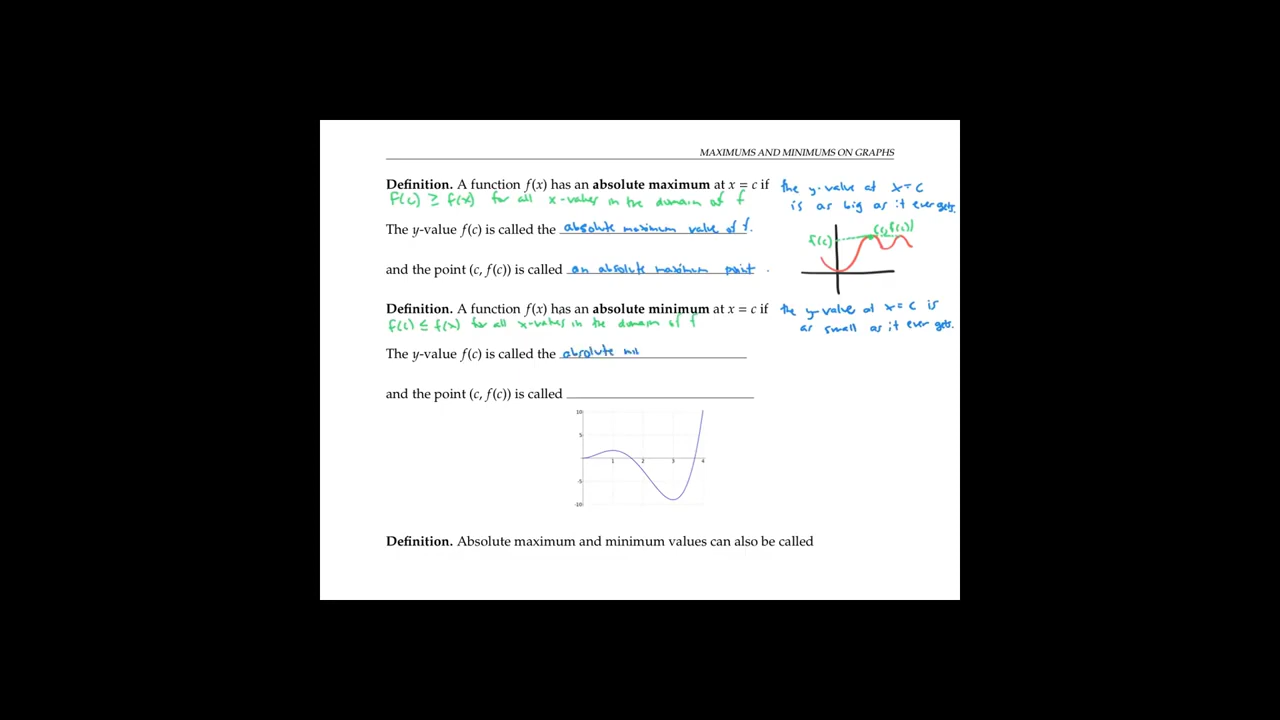 MAXIMUMS AND MINIMUMS ON GRAPHS
Definition. A function f(x) has an absolute maximum at x = c if the y-value at x = c
f(c) ≥ f(x) for all x-values in the domain of f is as big as it ever gets.
The y-value f(c) is called the absolute maximum value of f.
f(c) (c, f(c))
and the point (c, f(c)) is called an absolute maximum point .
Definition. A function f(x) has an absolute minimum at x = c if the y-value at x = c is
f(c) ≤ f(x) for all x-values in the domain of f as small as it ever gets.
The y-value f(c) is called the absolute
and the point (c, f(c)) is called
10
5
1 2 3 4
-5
-10
Definition. Absolute maximum and minimum values can also be called